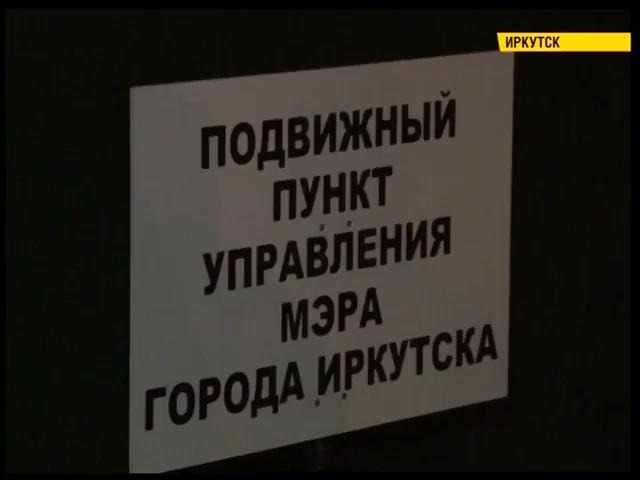 ИРКУТСК
ПОДВИЖНЫЙ
ПУНКТ
УПРАВЛЕНИЯ
МЭРА
ГОРОДА ИРКУТСКА